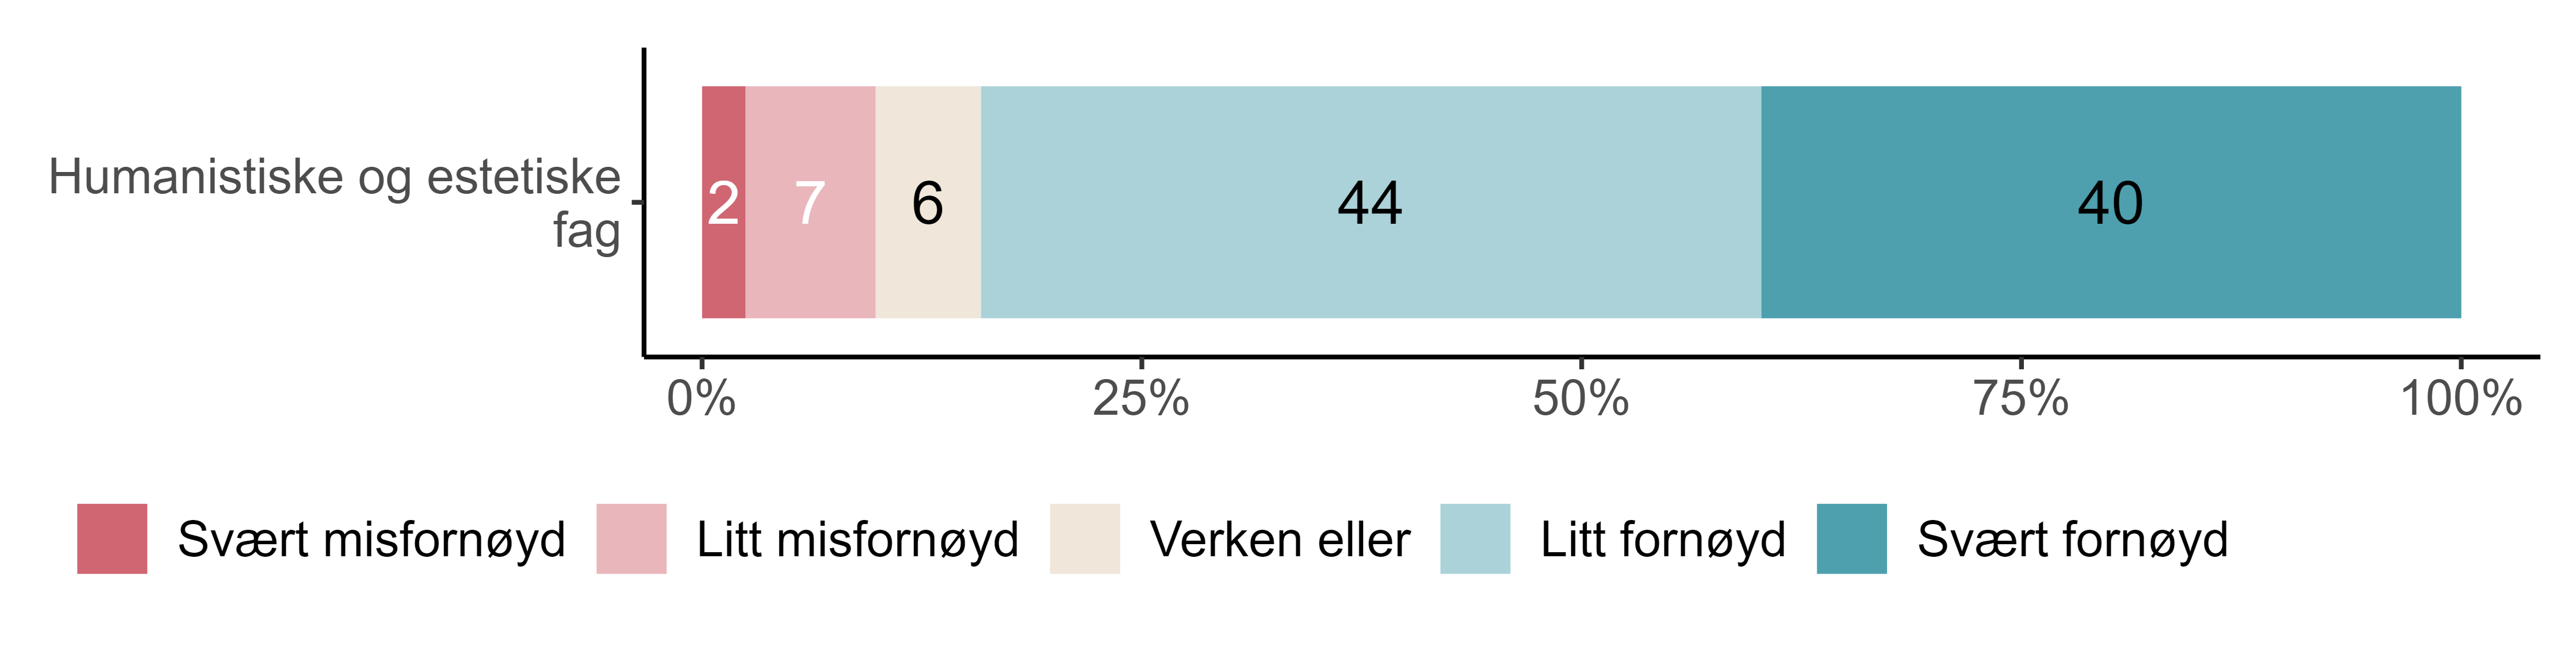 Humanistiske og estetiske
fag
2 7 6 44 40
0% 25% 50% 75% 100%
Svært misfornøyd Litt misfornøyd Verken eller Litt fornøyd Svært fornøyd